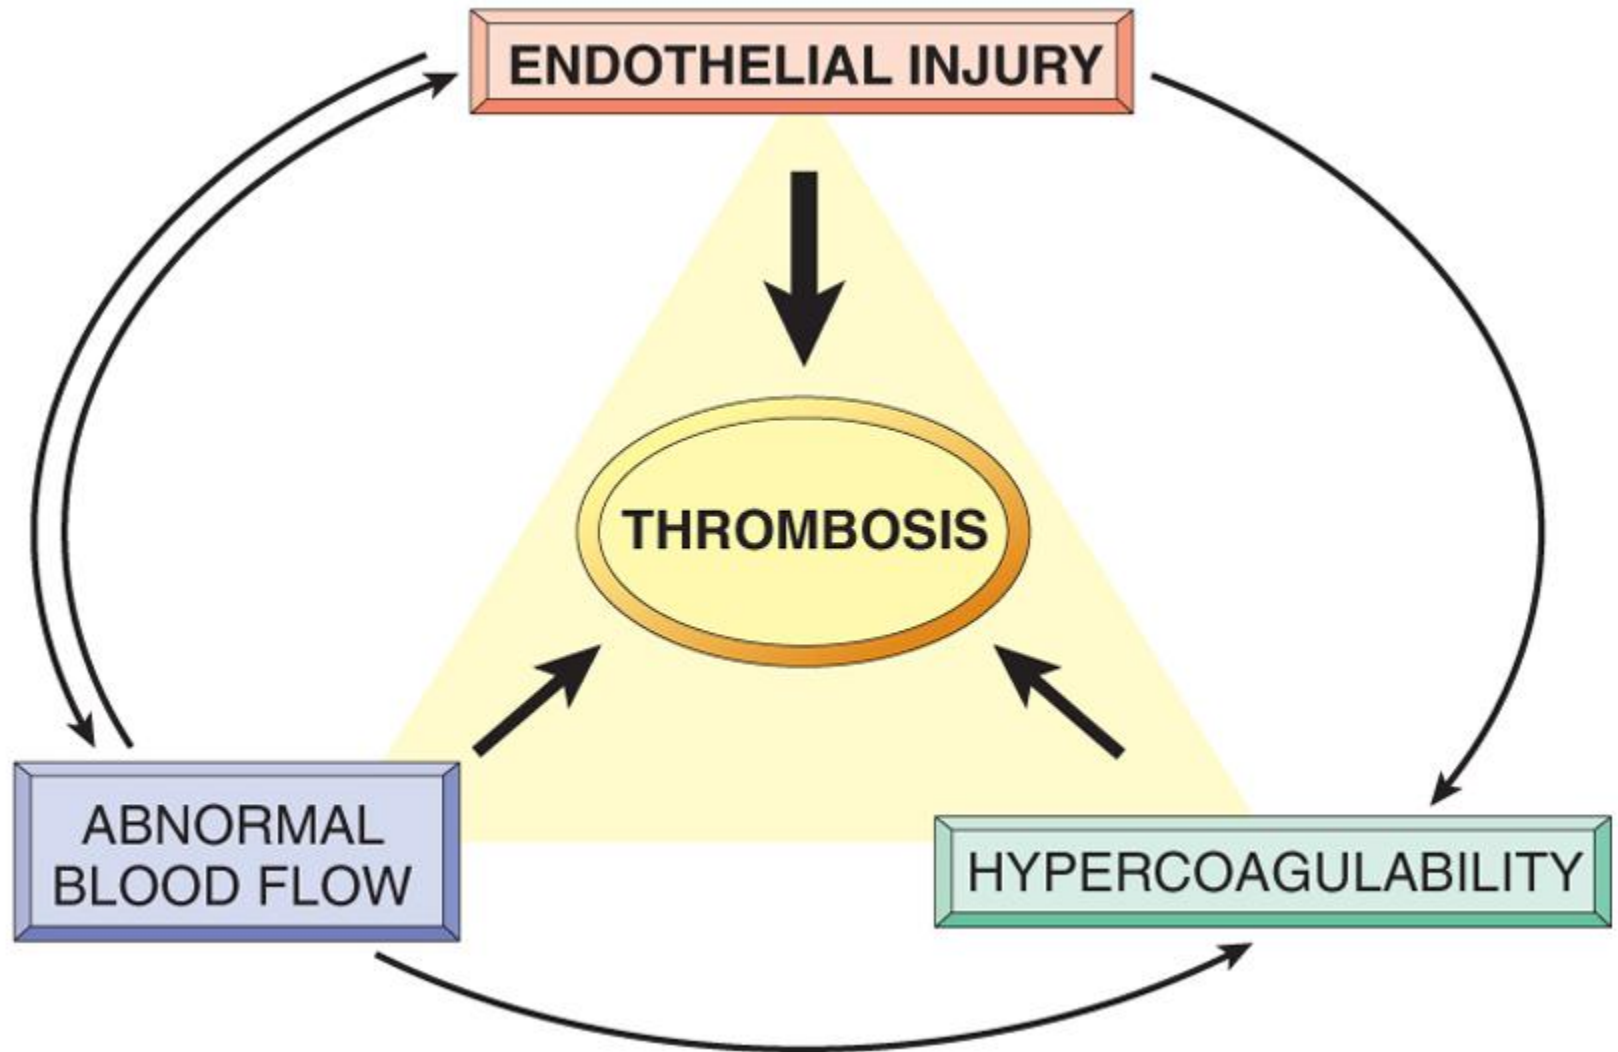 ENDOTHELIAL INJURY
THROMBOSIS
ABNORMAL
BLOOD FLOW
HYPERCOAGULABILITY